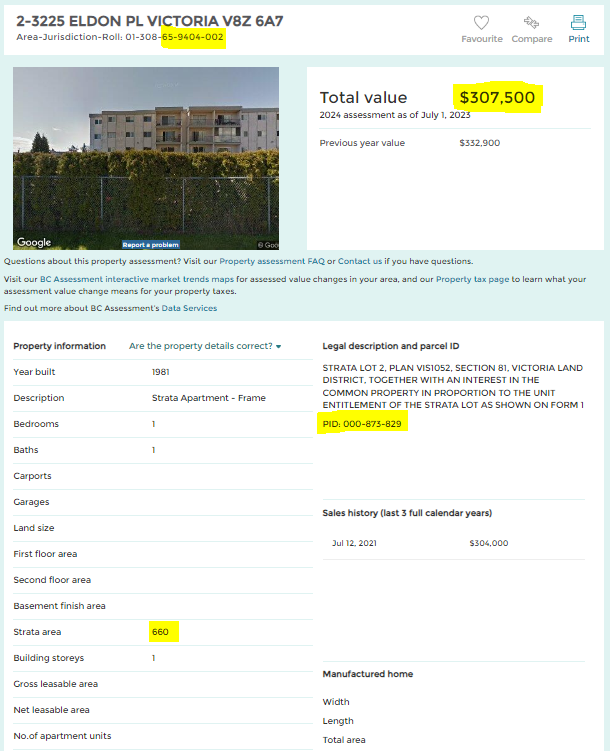 2-3225 ELDON PL VICTORIA V8Z 6A7
Area-Jurisdiction-Roll: 01-308-65-9404-002
Favourite Compare Print
Google
Report a problem
Total value $307,500
2024 assessment as of July 1, 2023
Previous year value $332,900
Questions about this property assessment? Visit our Property assessment FAQ or Contact us if you have questions.
Visit our BC Assessment interactive market trends maps for assessed value changes in your area, and our Property tax page to learn what your
assessment value change means for your property taxes.
Find out more about BC Assessment's Data Services
Property information Are the property details correct?
Year built 1981
Description Strata Apartment - Frame
Bedrooms 1
Baths 1
Carports
Garages
Land size
First floor area
Second floor area
Basement finish area
Strata area 660
Building storeys 1
Gross leasable area
Net leasable area
No.of apartment units
Legal description and parcel ID
STRATA LOT 2, PLAN VIS1052, SECTION 81, VICTORIA LAND
DISTRICT, TOGETHER WITH AN INTEREST IN THE
COMMON PROPERTY IN PROPORTION TO THE UNIT
ENTITLEMENT OF THE STRATA LOT AS SHOWN ON FORM 1
PID: 000-873-829
Sales history (last 3 full calendar years)
Jul 12, 2021 $304,000
Manufactured home
Width
Length
Total area